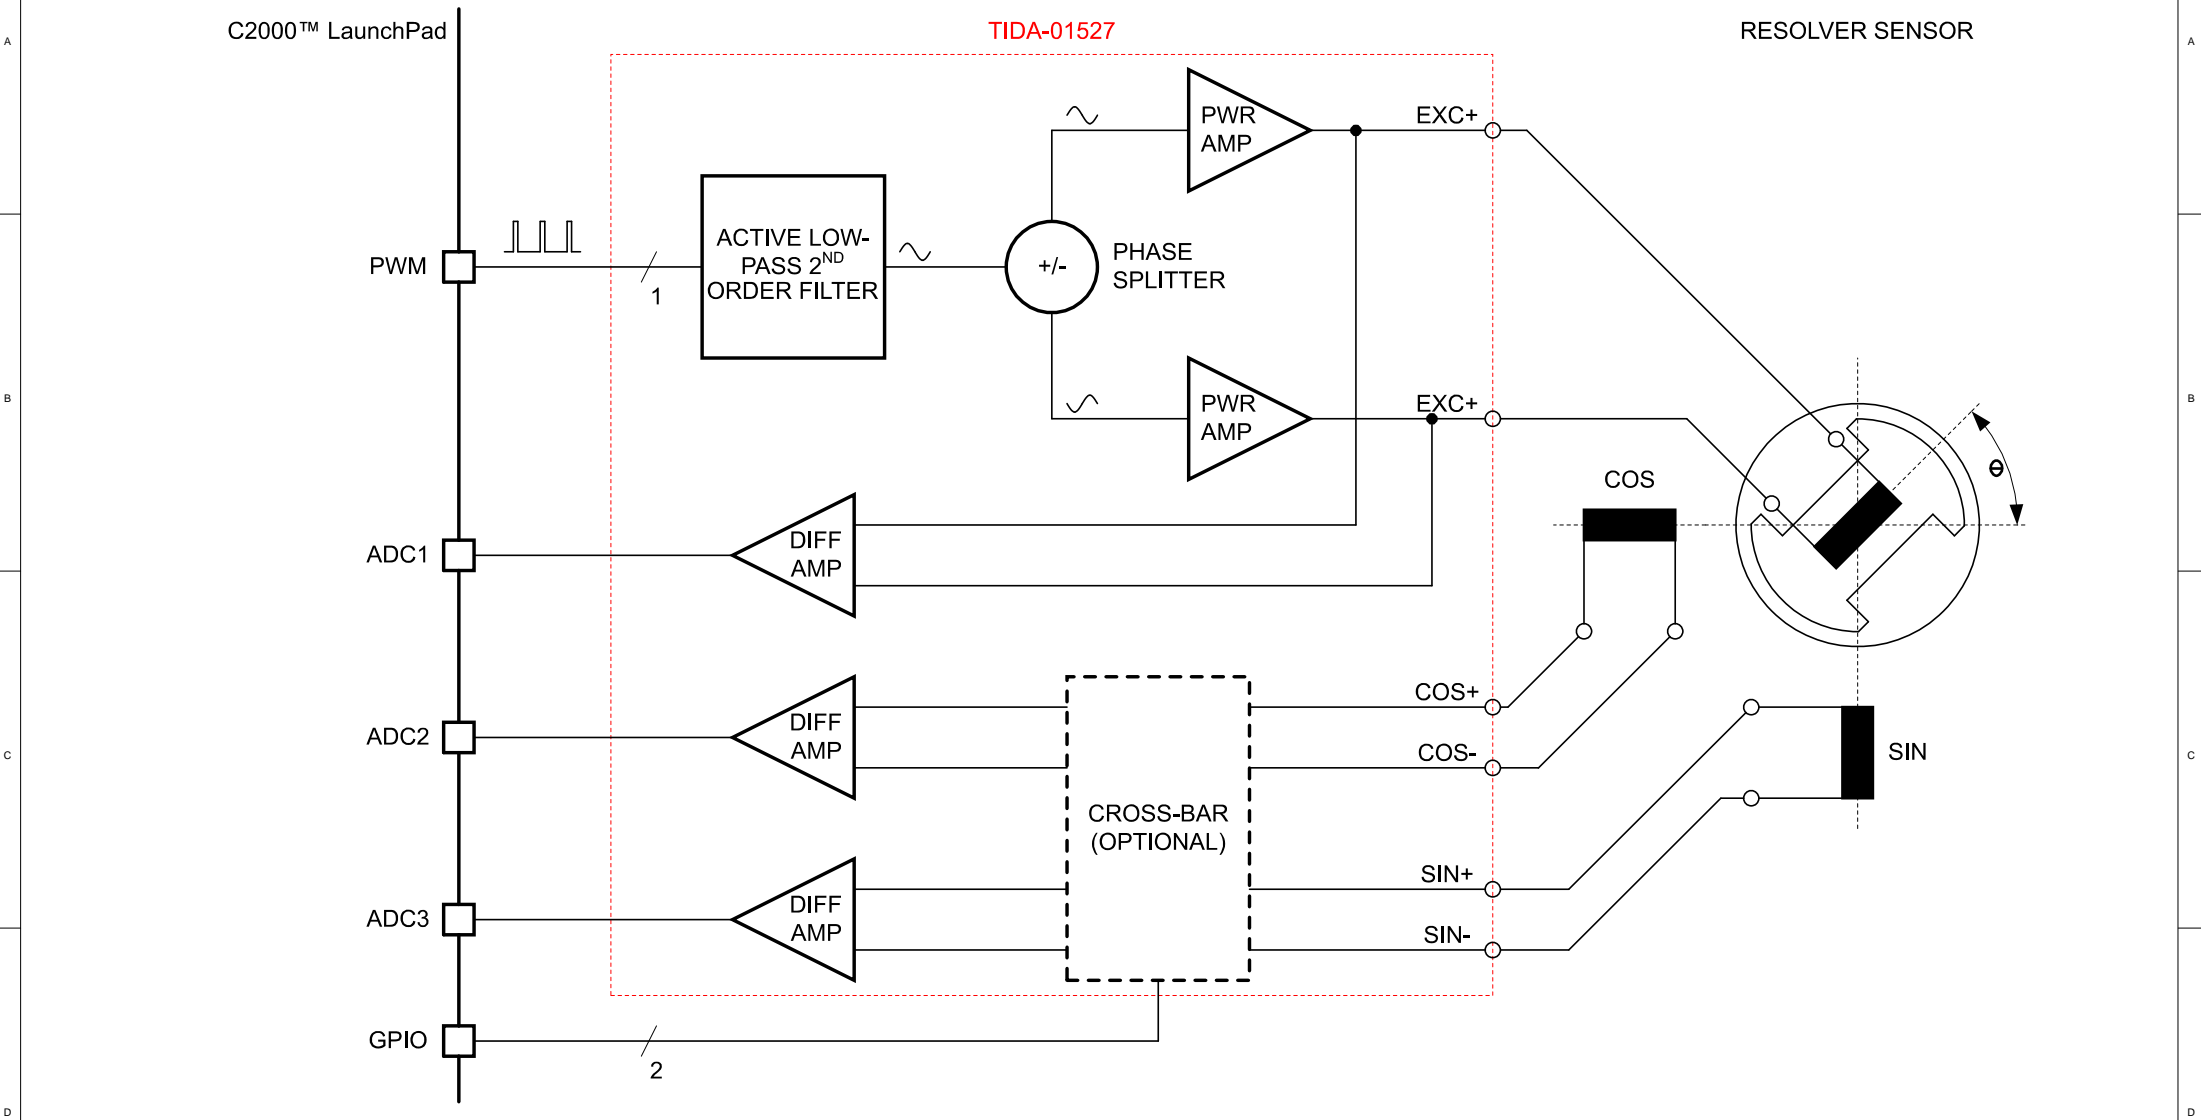 C2000™ LaunchPad
TIDA-01527
RESOLVER SENSOR
A
A
PWR
AMP
EXC+
PWM
1
ACTIVE LOW-
PASS 2ND
ORDER FILTER
+/-
PHASE
SPLITTER
B
B
PWR
AMP
EXC+
θ
COS
ADC1
DIFF
AMP
ADC2
DIFF
AMP
COS+
COS-
C
C
SIN
CROSS-BAR
(OPTIONAL)
ADC3
DIFF
AMP
SIN+
SIN-
GPIO
2
D
D